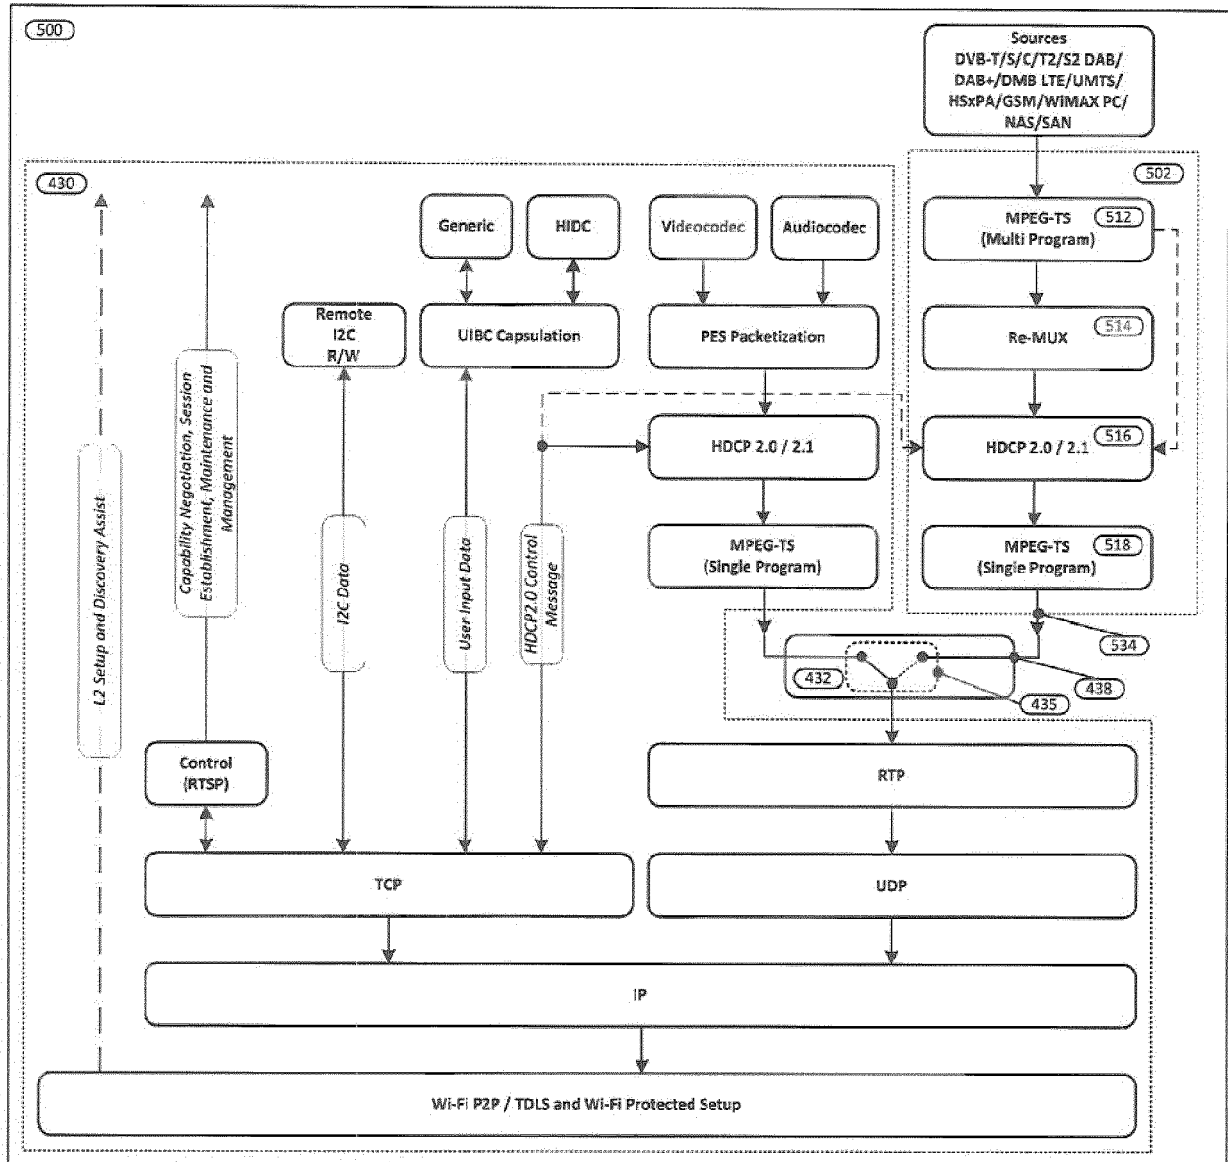 500
Sources
DVB-T/S/C/T2/S2 DAB/
DAB+/DMB LTE/UMTS/
HSxPA/GSM/WiMAX PC/
NAS/SAN
430
502
Generic
HIDC
Videocodec
Audiocodec
MPEG-TS
(Multi Program)
512
Remote
I2C
R/W
UIBC Capsulation
PES Packetization
Re-MUX
514
HDCP 2.0 / 2.1
HDCP 2.0 / 2.1
516
L2 Setup and Discovery Assist
Capability Negotiation, Session
Establishment, Maintenance and
Management
I2C Data
User Input Data
HDCP2.0 Control
Message
MPEG-TS
(Single Program)
MPEG-TS
(Single Program)
518
534
432
438
435
Control
(RTSP)
RTP
TCP
UDP
IP
Wi-Fi P2P / TDLS and Wi-Fi Protected Setup